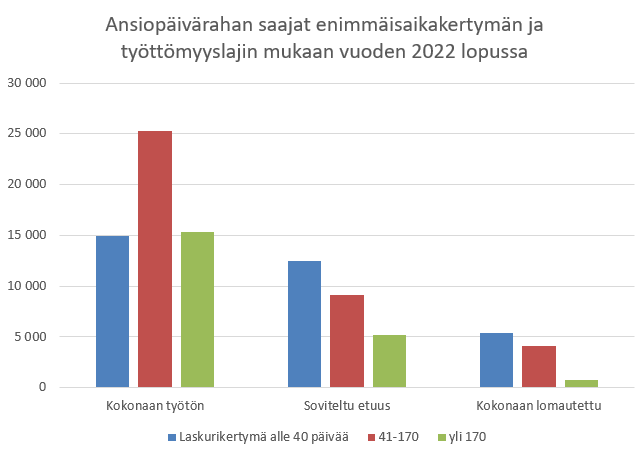 Ansiopäivärahan saajat enimmäisaikakertymän ja
työttömyyslajin mukaan vuoden 2022 lopussa
30 000
25 000
20 000
15 000
10 000
5 000
0
Kokonaan työtön Soviteltu etuus Kokonaan lomautettu
Laskurikertymä alle 40 päivää 41-170 yli 170